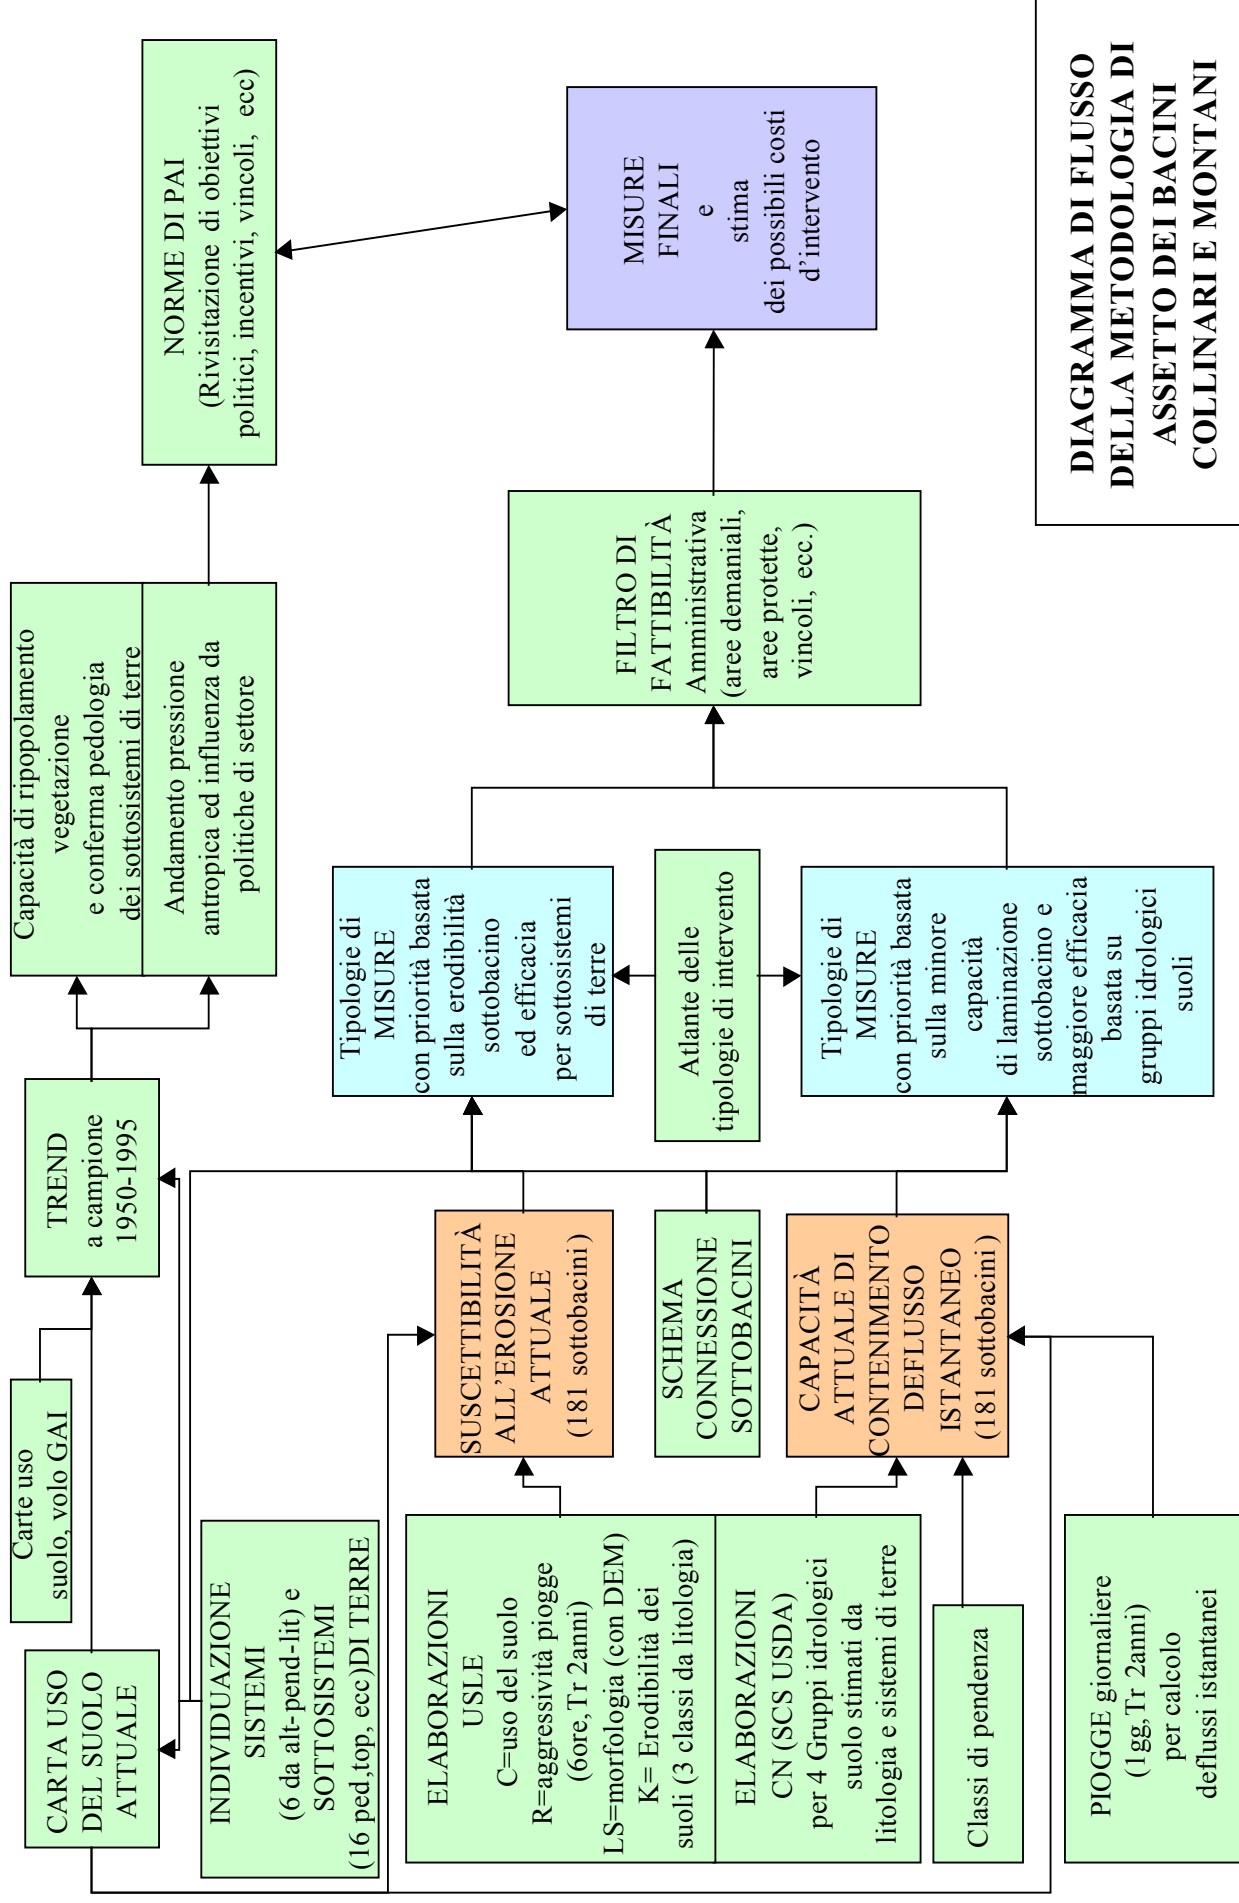 CARTA USO
DEL SUOLO
ATTUALE
Carte uso
suolo, volo GAI
TREND
a campione
1950-1995
Capacità di ripopolamento
vegetazione
e conferma pedologia
dei sottosistemi di terre
Andamento pressione
antropica ed influenza da
politiche di settore
NORME DI PAI
(Rivisitazione di obiettivi
politici, incentivi, vincoli, ecc)
INDIVIDUAZIONE
SISTEMI
(6 da alt-pend-lit) e
SOTTOSISTEMI
(16 ped,top, ecc)DI TERRE
ELABORAZIONI
USLE
C=uso del suolo
R=aggressività piogge
(6ore,Tr 2anni)
LS=morfologia (con DEM)
K= Erodibilità dei
suoli (3 classi da litologia)
ELABORAZIONI
CN (SCS USDA)
per 4 Gruppi idrologici
suolo stimati da
litologia e sistemi di terre
Classi di pendenza
PIOGGE giornaliere
(1gg,Tr 2anni)
per calcolo
deflussi istantanei
SUSCETTIBILITÀ
ALL'EROSIONE
ATTUALE
(181 sottobacini)
SCHEMA
CONNESSIONE
SOTTOBACINI
CAPACITÀ
ATTUALE DI
CONTENIMENTO
DEFLUSSO
ISTANTANEO
(181 sottobacini)
Tipologie di
MISURE
con priorità basata
sulla erodibilità
sottobacino
ed efficacia
per sottosistemi
di terre
Atlante delle
tipologie di intervento
Tipologie di
MISURE
con priorità basata
sulla minore
capacità
di laminazione
sottobacino e
maggiore efficacia
basata su
gruppi idrologici
suoli
FILTRO DI
FATTIBILITÀ
Amministrativa
(aree demaniali,
aree protette,
vincoli, ecc.)
MISURE
FINALI
e
stima
dei possibili costi
d'intervento
DIAGRAMMA DI FLUSSO
DELLA METODOLOGIA DI
ASSETTO DEI BACINI
COLLINARI E MONTANI